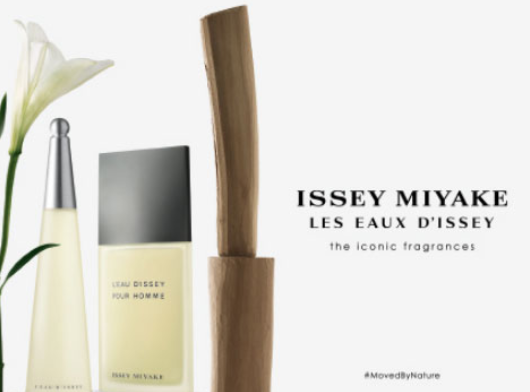 L'EAU D'ISSEY
POUR HOMME
ISSEY MIYAKE
ISSEY MIYAKE
LES EAUX D'ISSEY
the iconic fragrances
#MovedByNature